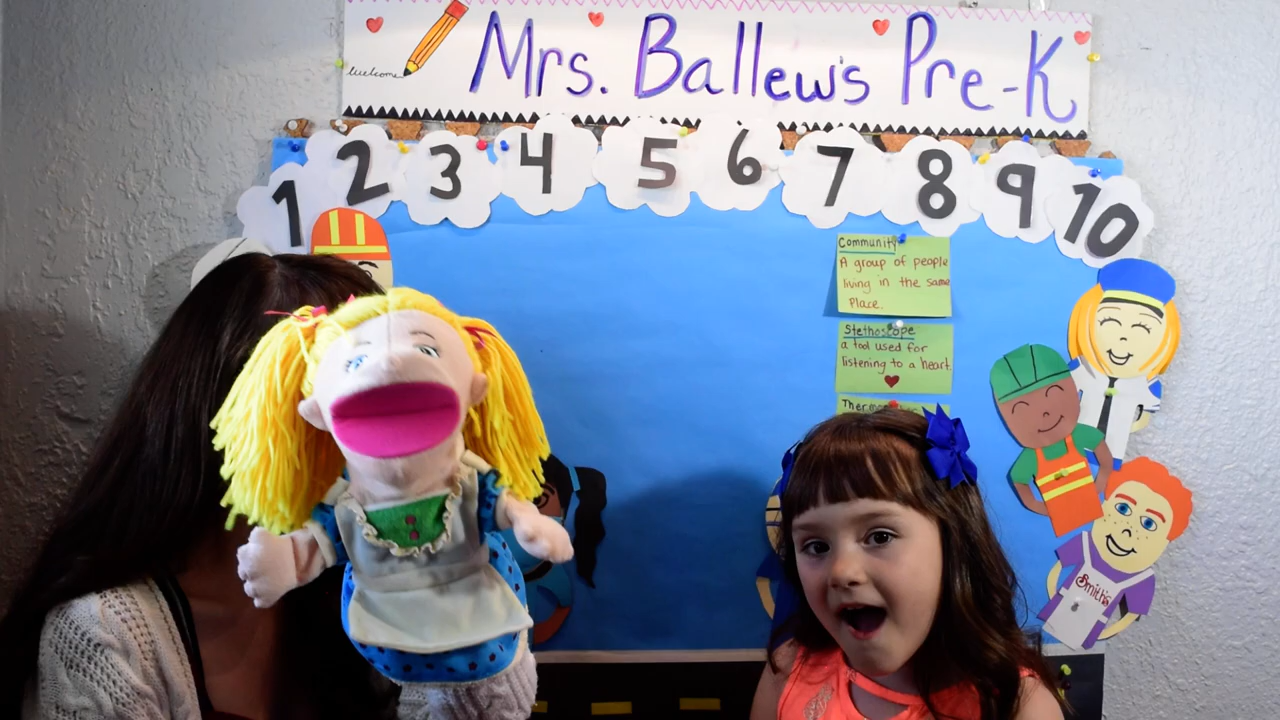 welcome
Mrs. Ballew's Pre-K
1 2 3 4 5 6 7 8 9 10
Community
A group of people
living in the same
Place.
Stethoscope
a tool used for
listening to a heart.
Smith's